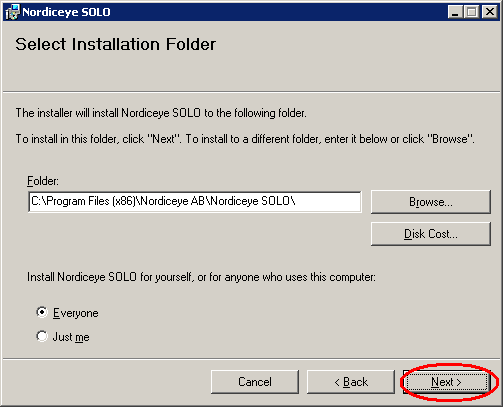 Nordiceye SOLO
Select Installation Folder
The installer will install Nordiceye SOLO to the following folder.
To install in this folder, click "Next". To install to a different folder, enter it below or click "Browse".
Folder:
C:\Program Files (x86)\Nordiceye AB\Nordiceye SOLO\
Browse...
Disk Cost...
Install Nordiceye SOLO for yourself, or for anyone who uses this computer:
Everyone
Just me
Cancel
< Back
Next >